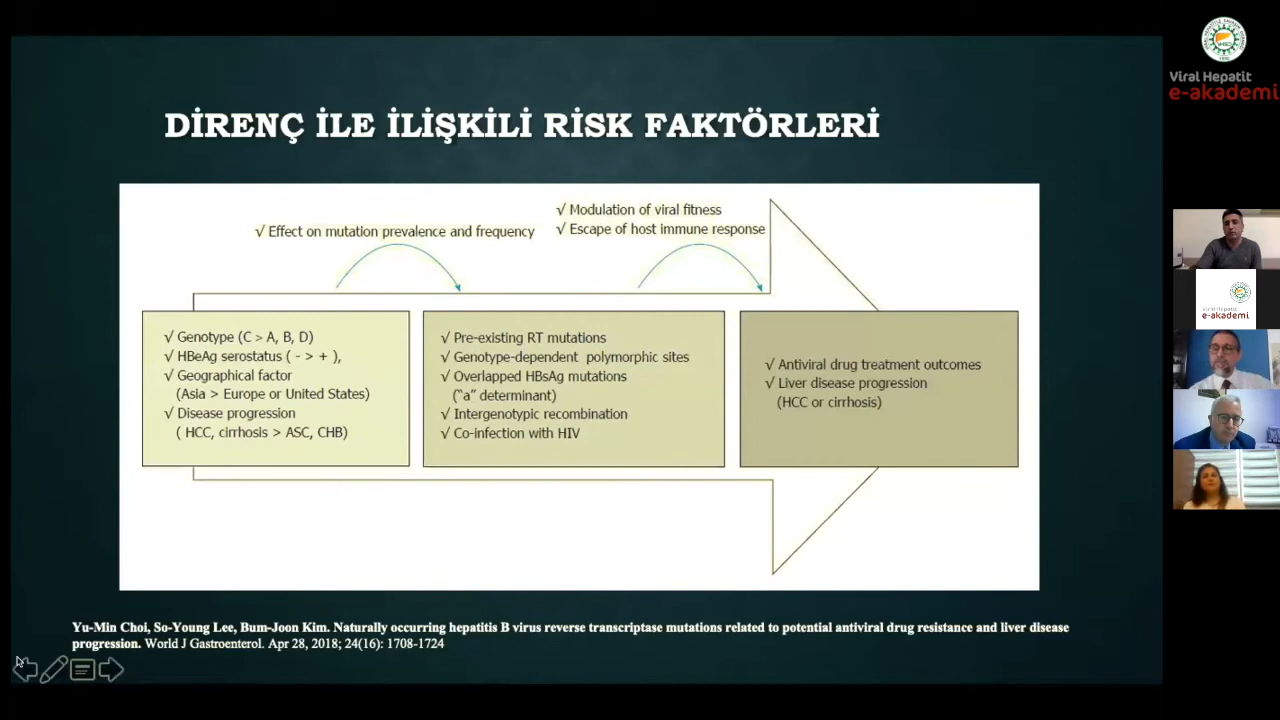 DİRENÇ İLE İLİŞKİLİ RİSK FAKTÖRLERİ
√ Effect on mutation prevalence and frequency
√ Modulation of viral fitness
√ Escape of host immune response
√ Genotype (C > A, B, D)
√ HBeAg serostatus ( - > + ),
√ Geographical factor
(Asia > Europe or United States)
√ Disease progression
( HCC, cirrhosis > ASC, CHB)
√ Pre-existing RT mutations
√ Genotype-dependent polymorphic sites
√ Overlapped HBsAg mutations
("a" determinant)
√ Intergenotypic recombination
√ Co-infection with HIV
√ Antiviral drug treatment outcomes
√ Liver disease progression
(HCC or cirrhosis)
Yu-Min Choi, So-Young Lee, Bum-Joon Kim. Naturally occurring hepatitis B virus reverse transcriptase mutations related to potential antiviral drug resistance and liver disease
progression. World J Gastroenterol. Apr 28, 2018; 24(16): 1708-1724
Viral Hepatit
e-akademi
Viral Hepatit
e-akademi